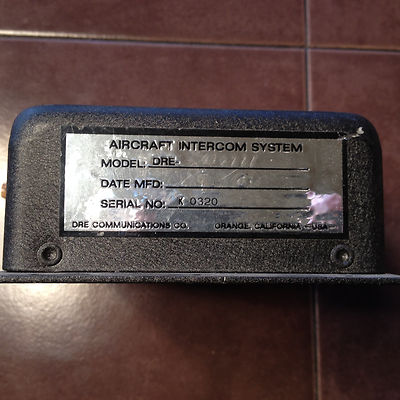 AIRCRAFT INTERCOM SYSTEM
MODEL: DRE-
DATE MFD:
SERIAL NO: K 0320
DRE COMMUNICATIONS CO. ORANGE, CALIFORNIA - USA